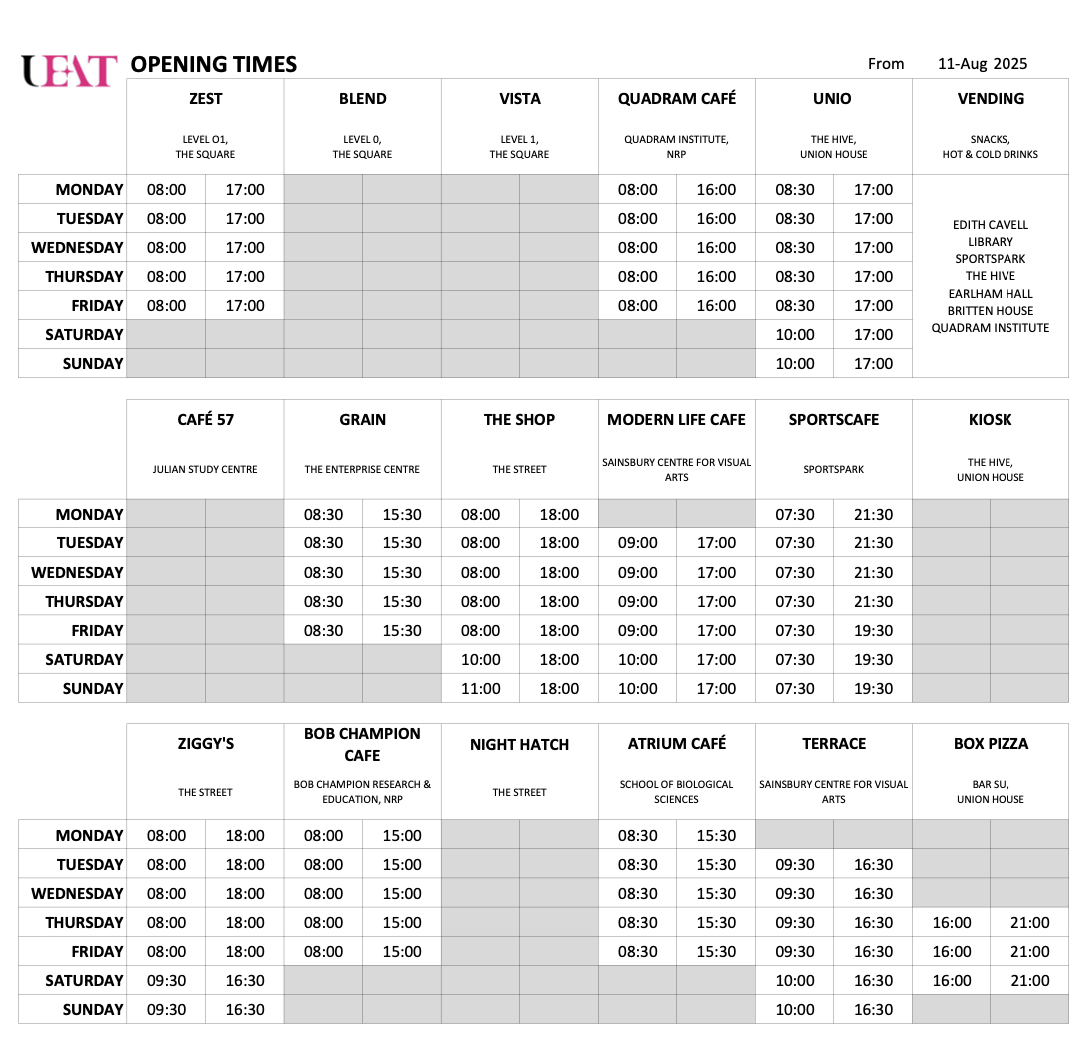 UEAT OPENING TIMES From 11-Aug 2025
ZEST BLEND VISTA QUADRAM CAFÉ UNIO VENDING
LEVEL O1, LEVEL 0, LEVEL 1, QUADRAM INSTITUTE, THE HIVE, SNACKS,
THE SQUARE THE SQUARE THE SQUARE NRP UNION HOUSE HOT & COLD DRINKS
MONDAY 08:00 17:00 08:00 16:00 08:30 17:00
TUESDAY 08:00 17:00 08:00 16:00 08:30 17:00
WEDNESDAY 08:00 17:00 08:00 16:00 08:30 17:00
THURSDAY 08:00 17:00 08:00 16:00 08:30 17:00
FRIDAY 08:00 17:00 08:00 16:00 08:30 17:00
SATURDAY 10:00 17:00
SUNDAY 10:00 17:00
EDITH CAVELL
LIBRARY
SPORTSPARK
THE HIVE
EARLHAM HALL
BRITTEN HOUSE
QUADRAM INSTITUTE
CAFÉ 57 GRAIN THE SHOP MODERN LIFE CAFE SPORTSCAFE KIOSK
JULIAN STUDY CENTRE THE ENTERPRISE CENTRE THE STREET SAINSBURY CENTRE FOR VISUAL SPORTSPARK THE HIVE,
ARTS UNION HOUSE
MONDAY 08:30 15:30 08:00 18:00 07:30 21:30
TUESDAY 08:30 15:30 08:00 18:00 09:00 17:00 07:30 21:30
WEDNESDAY 08:30 15:30 08:00 18:00 09:00 17:00 07:30 21:30
THURSDAY 08:30 15:30 08:00 18:00 09:00 17:00 07:30 21:30
FRIDAY 08:30 15:30 08:00 18:00 09:00 17:00 07:30 19:30
SATURDAY 10:00 18:00 10:00 17:00 07:30 19:30
SUNDAY 11:00 18:00 10:00 17:00 07:30 19:30
ZIGGY'S BOB CHAMPION NIGHT HATCH ATRIUM CAFÉ TERRACE BOX PIZZA
CAFE
THE STREET BOB CHAMPION RESEARCH & THE STREET SCHOOL OF BIOLOGICAL SAINSBURY CENTRE FOR VISUAL BAR SU,
EDUCATION, NRP SCIENCES ARTS UNION HOUSE
MONDAY 08:00 18:00 08:00 15:00 08:30 15:30
TUESDAY 08:00 18:00 08:00 15:00 08:30 15:30 09:30 16:30
WEDNESDAY 08:00 18:00 08:00 15:00 08:30 15:30 09:30 16:30
THURSDAY 08:00 18:00 08:00 15:00 08:30 15:30 09:30 16:30 16:00 21:00
FRIDAY 08:00 18:00 08:00 15:00 08:30 15:30 09:30 16:30 16:00 21:00
SATURDAY 09:30 16:30 10:00 16:30 16:00 21:00
SUNDAY 09:30 16:30 10:00 16:30